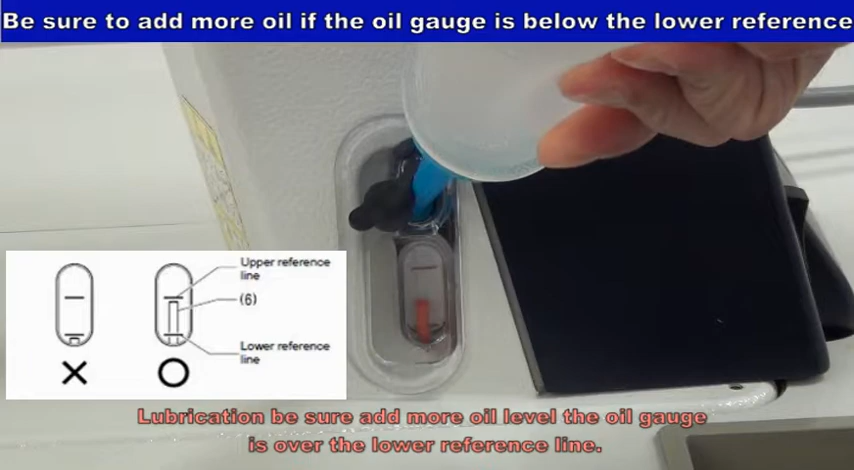 Be sure to add more oil if the oil gauge is below the lower reference
Upper reference
line
(6)
Lower reference
line
Lubrication be sure add more oil level the oil gauge
is over the lower reference line.